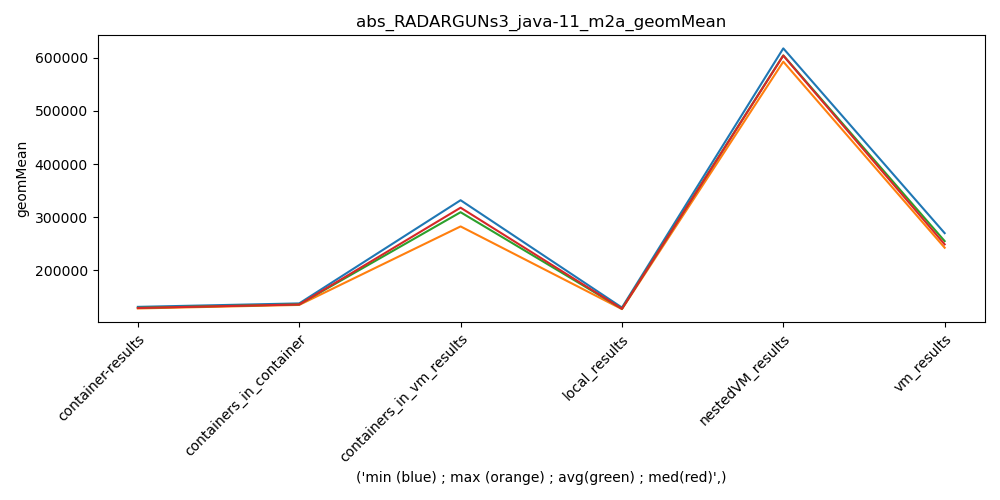 abs_RADARGUNs3_java-11_m2a_geomMean
geomMean
600000
500000
400000
300000
200000
container-results
containers_in_container
containers_in_vm_results
local_results
nestedVM_results
vm_results
('min (blue) ; max (orange) ; avg(green) ; med(red)',)